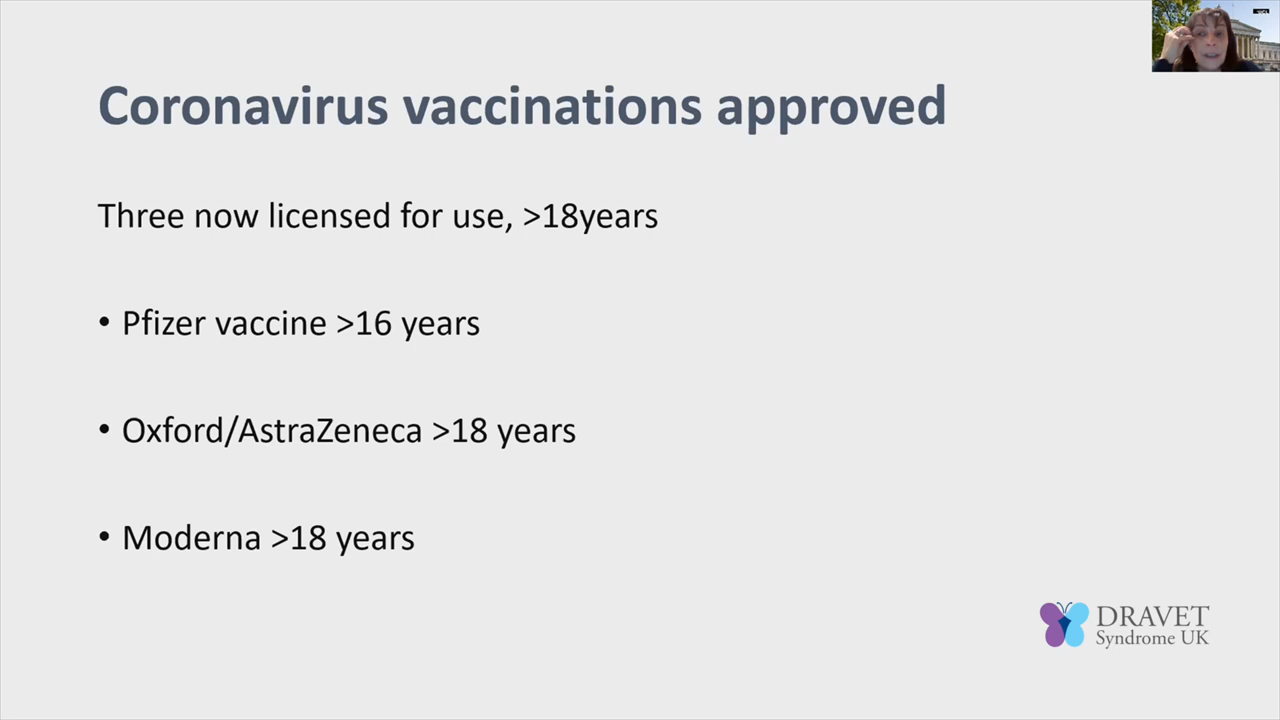 Coronavirus vaccinations approved
Three now licensed for use, >18years
• Pfizer vaccine >16 years
• Oxford/AstraZeneca >18 years
• Moderna >18 years
DRAVET
Syndrome UK